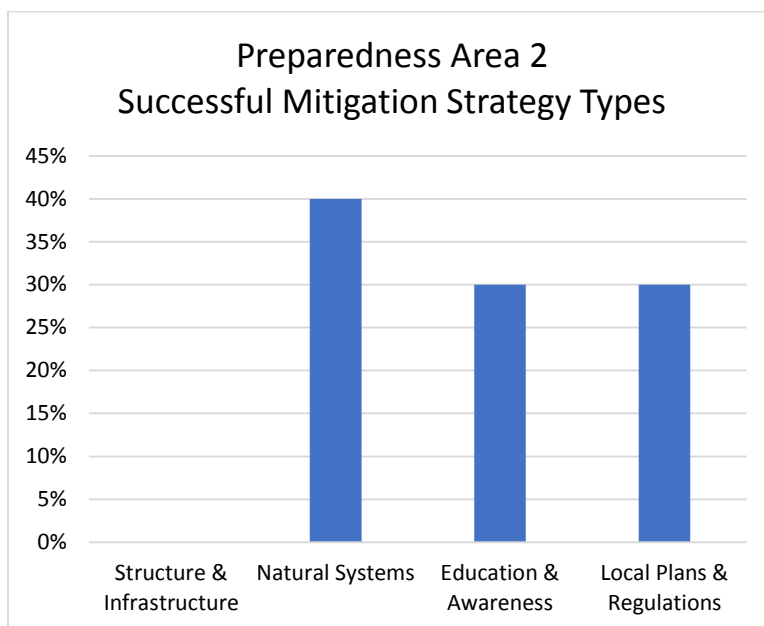 Preparedness Area 2
Successful Mitigation Strategy Types
45%
40%
35%
30%
25%
20%
15%
10%
5%
0%
Structure &
Infrastructure
Natural Systems
Education &
Awareness
Local Plans &
Regulations